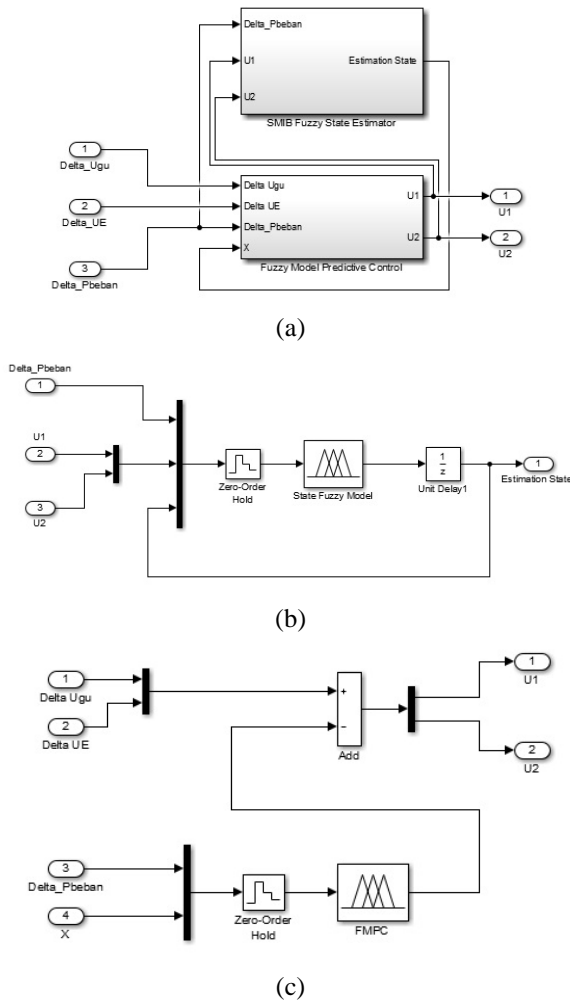 Delta_Pbeban
U1
Estimation State
U2
SMIB Fuzzy State Estimator
1
Delta_Ugu
2
Delta_UE
3
Delta_Pbeban
Delta Ugu
Delta UE
Delta_Pbeban
X
U1
U2
Fuzzy Model Predictive Control
1
U1
2
U2
(a)
Delta_Pbeban
1
U1
2
3
U2
Zero-Order
Hold
State Fuzzy Model
1
z
Unit Delay1
1
Estimation State
(b)
1
Delta Ugu
2
Delta UE
+
−
Add
1
U1
2
U2
3
Delta_Pbeban
4
X
Zero-Order
Hold
FMPC
(c)